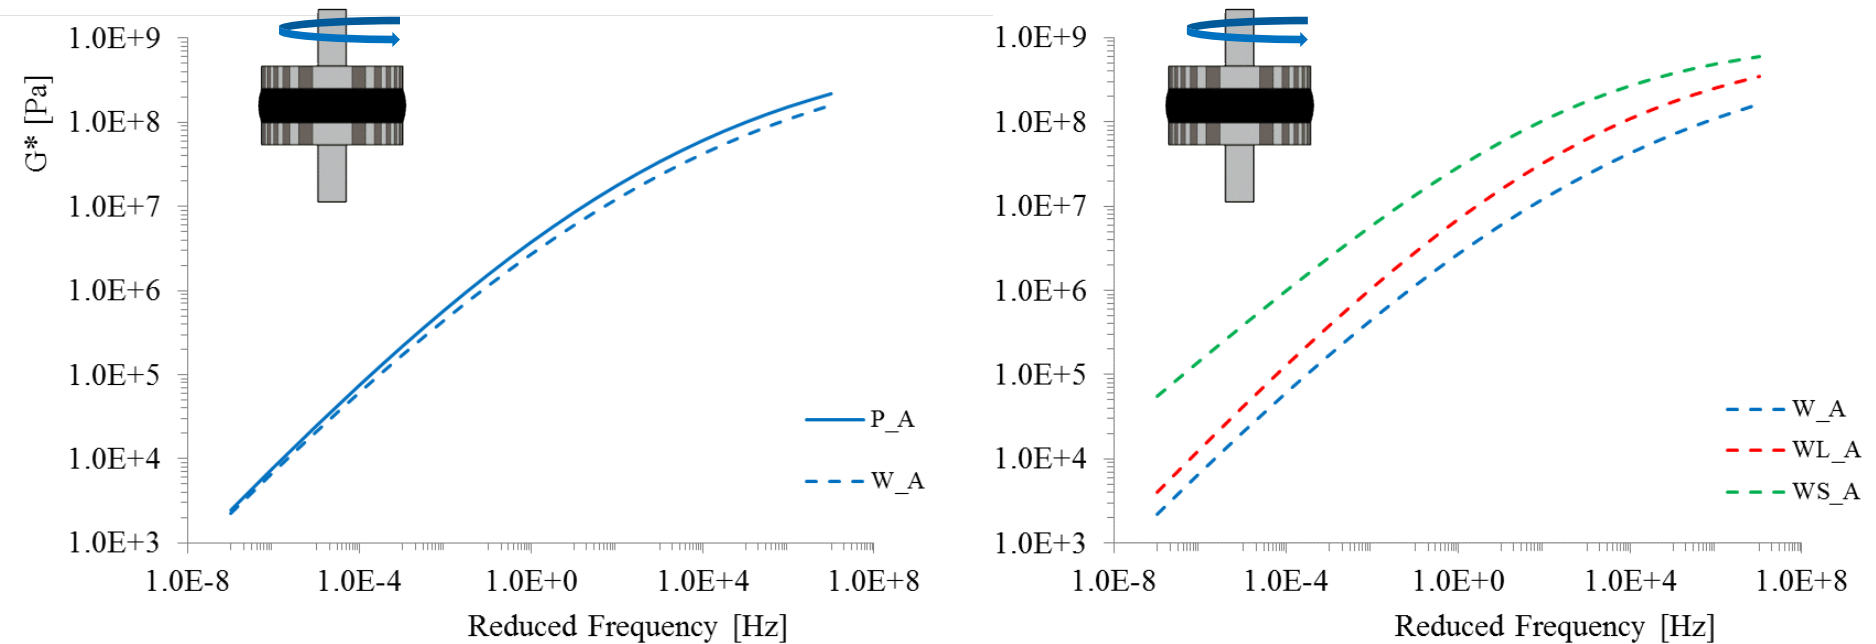 1.0E+9
1.0E+8
1.0E+7
1.0E+6
1.0E+5
1.0E+4
1.0E+3
G* [Pa]
P_A
W_A
1.0E-8 1.0E-4 1.0E+0 1.0E+4 1.0E+8
Reduced Frequency [Hz]
1.0E+9
1.0E+8
1.0E+7
1.0E+6
1.0E+5
1.0E+4
1.0E+3
W_A
WL_A
WS_A
1.0E-8 1.0E-4 1.0E+0 1.0E+4 1.0E+8
Reduced Frequency [Hz]